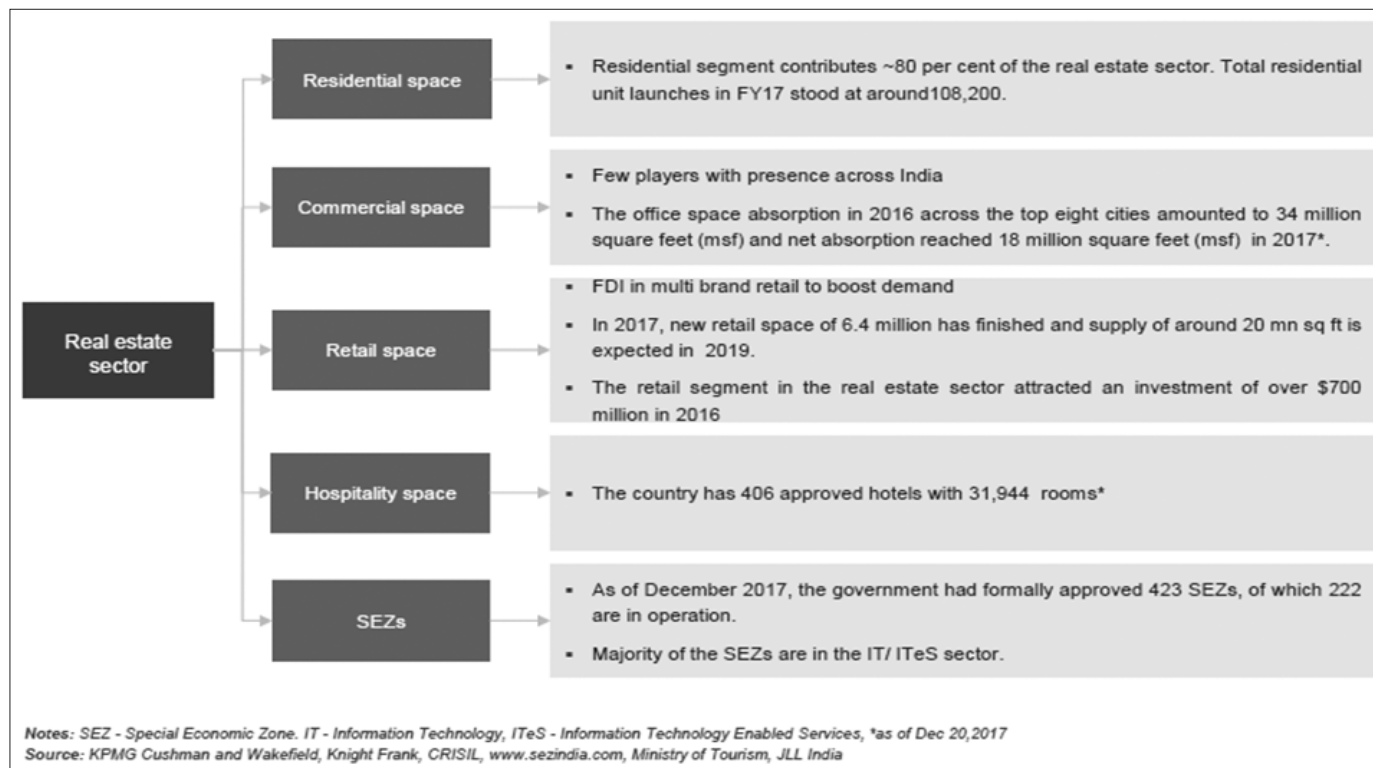 Residential space
▪ Residential segment contributes ~80 per cent of the real estate sector. Total residential
unit launches in FY17 stood at around108,200.
Commercial space
▪ Few players with presence across India
▪ The office space absorption in 2016 across the top eight cities amounted to 34 million
square feet (msf) and net absorption reached 18 million square feet (msf) in 2017*.
Real estate
sector
Retail space
▪ FDI in multi brand retail to boost demand
▪ In 2017, new retail space of 6.4 million has finished and supply of around 20 mn sq ft is
expected in 2019.
▪ The retail segment in the real estate sector attracted an investment of over $700
million in 2016
Hospitality space
▪ The country has 406 approved hotels with 31,944 rooms*
SEZs
▪ As of December 2017, the government had formally approved 423 SEZs, of which 222
are in operation.
▪ Majority of the SEZs are in the IT/ ITeS sector.
Notes: SEZ - Special Economic Zone. IT - Information Technology, ITeS - Information Technology Enabled Services, *as of Dec 20,2017
Source: KPMG Cushman and Wakefield, Knight Frank, CRISIL, www.sezindia.com, Ministry of Tourism, JLL India